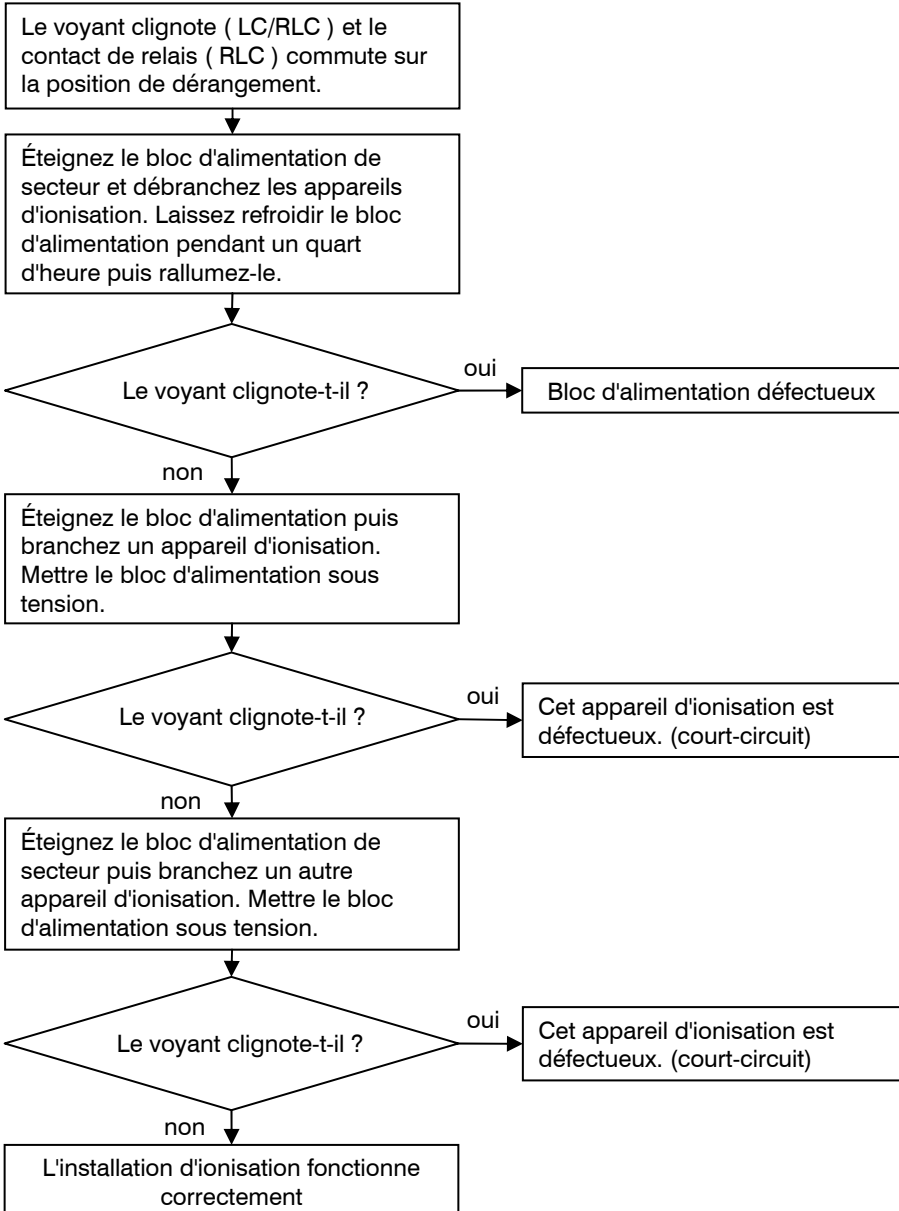 Le voyant clignote ( LC/RLC ) et le
contact de relais ( RLC ) commute sur
la position de dérangement.
Éteignez le bloc d'alimentation de
secteur et débranchez les appareils
d'ionisation. Laissez refroidir le bloc
d'alimentation pendant un quart
d'heure puis rallumez-le.
Le voyant clignote-t-il ?
oui
Bloc d'alimentation défectueux
non
Éteignez le bloc d'alimentation puis
branchez un appareil d'ionisation.
Mettre le bloc d'alimentation sous
tension.
Le voyant clignote-t-il ?
oui
Cet appareil d'ionisation est
défectueux. (court-circuit)
non
Éteignez le bloc d'alimentation de
secteur puis branchez un autre
appareil d'ionisation. Mettre le bloc
d'alimentation sous tension.
Le voyant clignote-t-il ?
oui
Cet appareil d'ionisation est
défectueux. (court-circuit)
non
L'installation d'ionisation fonctionne
correctement